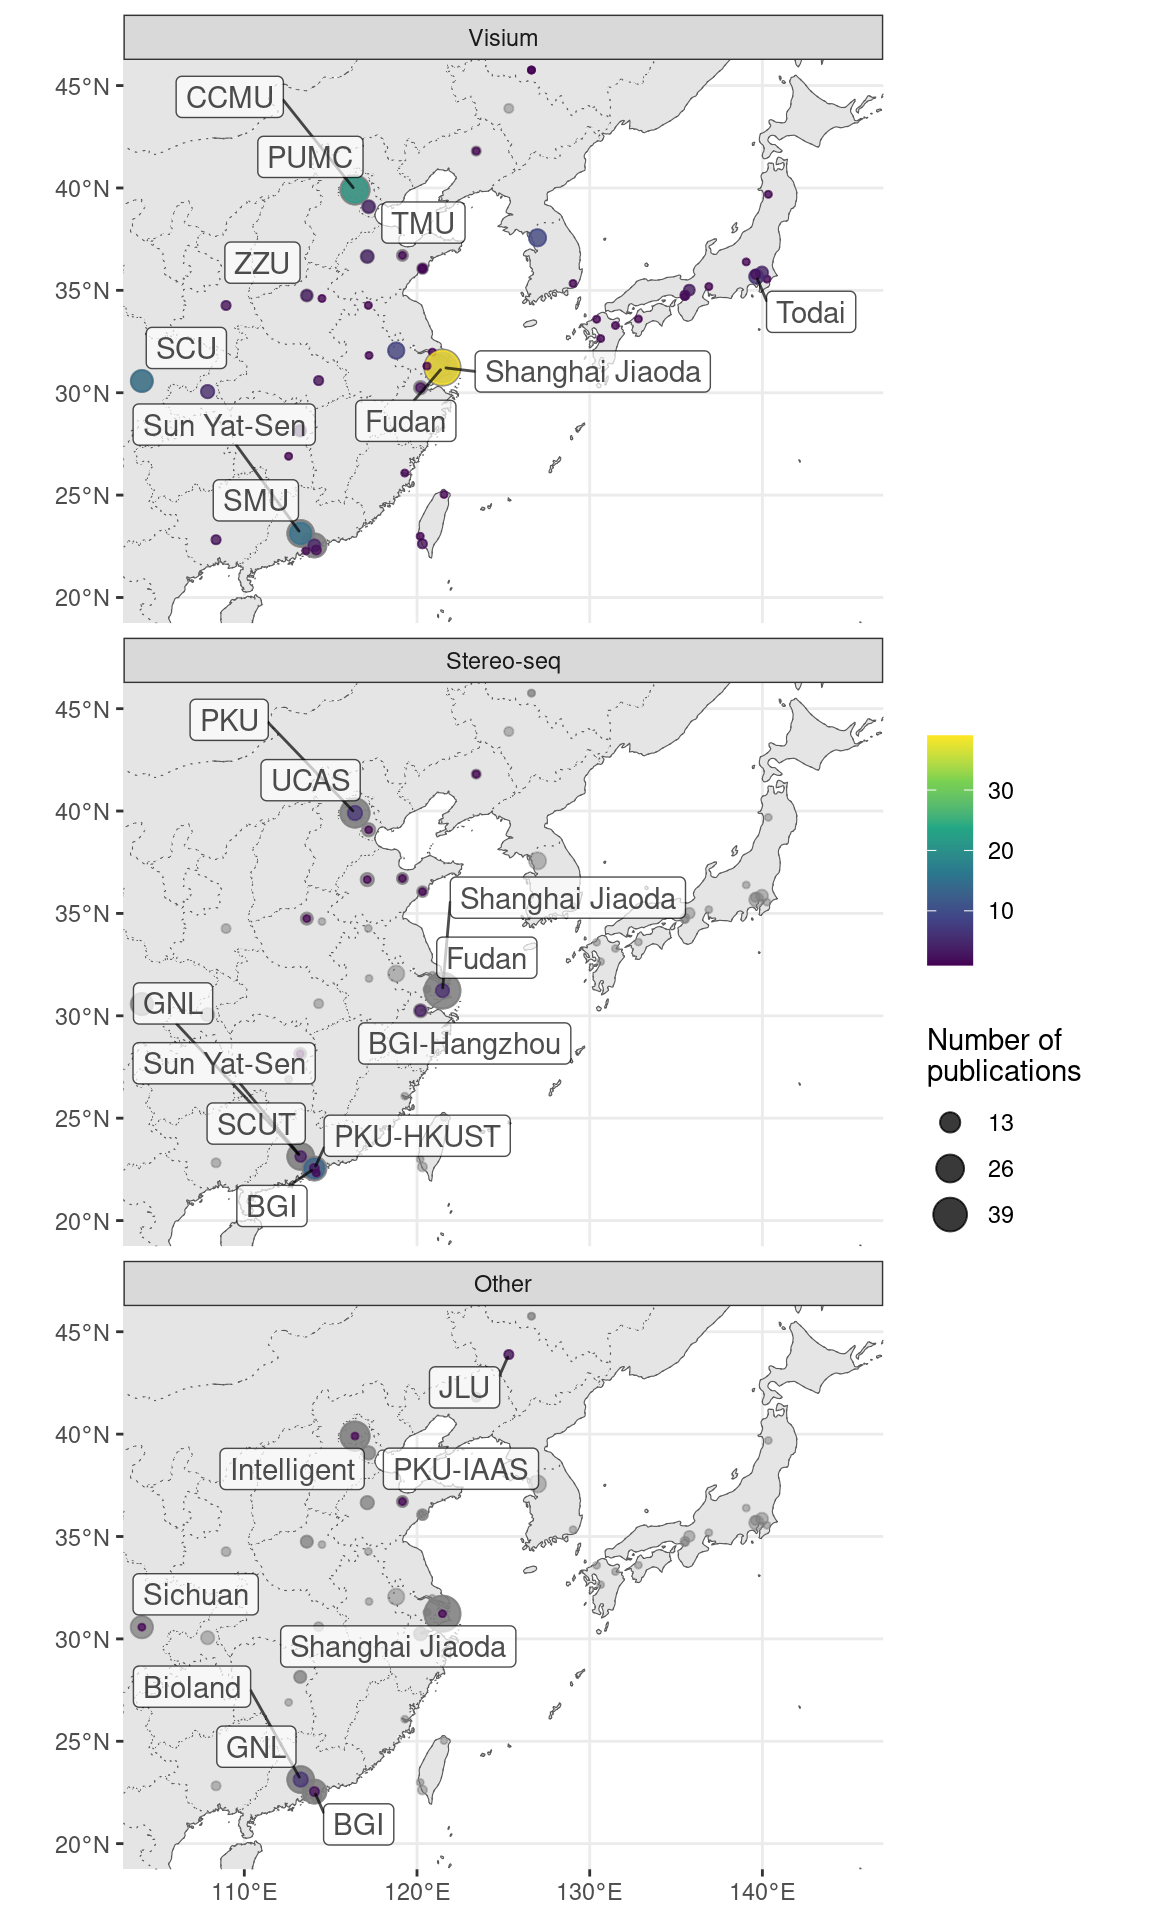 Visium
45°N
40°N
35°N
30°N
25°N
20°N
CCMU
PUMC
TMU
ZZU
Todai
SCU
Shanghai Jiaoda
Fudan
Sun Yat-Sen
SMU
Stereo-seq
45°N
40°N
35°N
30°N
25°N
20°N
PKU
UCAS
Shanghai Jiaoda
Fudan
GNL
BGI-Hangzhou
Sun Yat-Sen
SCUT
PKU-HKUST
BGI
30
20
10
Number of
publications
13
26
39
Other
45°N
40°N
35°N
30°N
25°N
20°N
JLU
Intelligent
PKU-IAAS
Sichuan
Shanghai Jiaoda
Bioland
GNL
BGI
110°E
120°E
130°E
140°E